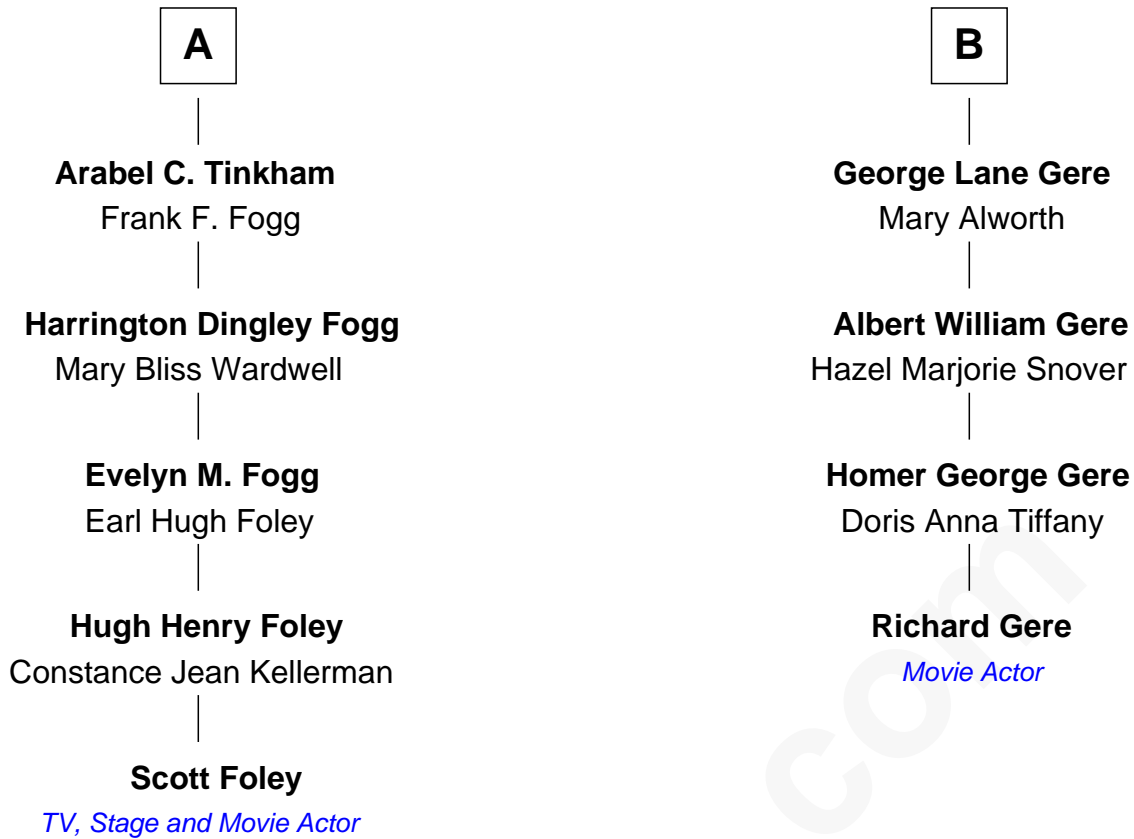 A
Arabel C. Tinkham
Frank F. Fogg
Harrington Dingley Fogg
Mary Bliss Wardwell
Evelyn M. Fogg
Earl Hugh Foley
Hugh Henry Foley
Constance Jean Kellerman
Scott Foley
TV, Stage and Movie Actor
B
George Lane Gere
Mary Alworth
Albert William Gere
Hazel Marjorie Snover
Homer George Gere
Doris Anna Tiffany
Richard Gere
Movie Actor
com